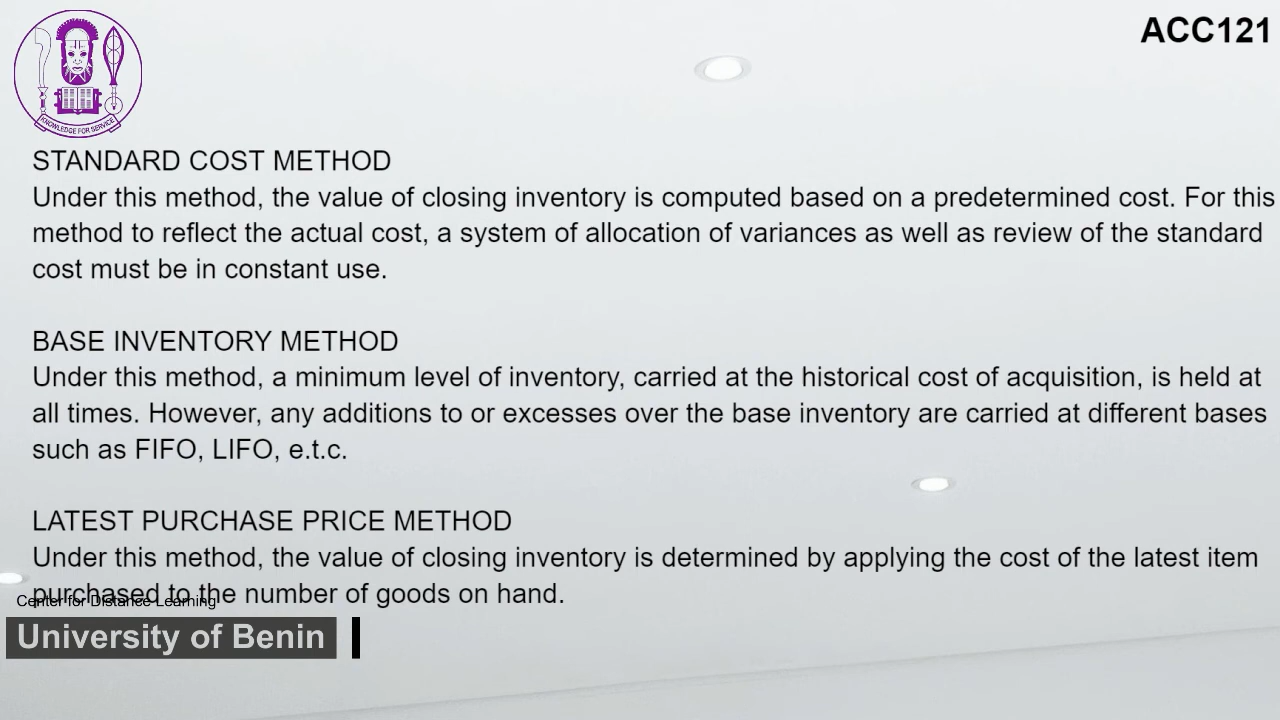 ACC121
KNOWLEDGE FOR SERVICE
STANDARD COST METHOD
Under this method, the value of closing inventory is computed based on a predetermined cost. For this
method to reflect the actual cost, a system of allocation of variances as well as review of the standard
cost must be in constant use.
BASE INVENTORY METHOD
Under this method, a minimum level of inventory, carried at the historical cost of acquisition, is held at
all times. However, any additions to or excesses over the base inventory are carried at different bases
such as FIFO, LIFO, e.t.c.
LATEST PURCHASE PRICE METHOD
Under this method, the value of closing inventory is determined by applying the cost of the latest item
purchased to the number of goods on hand.
Center for Distance Learning
University of Benin